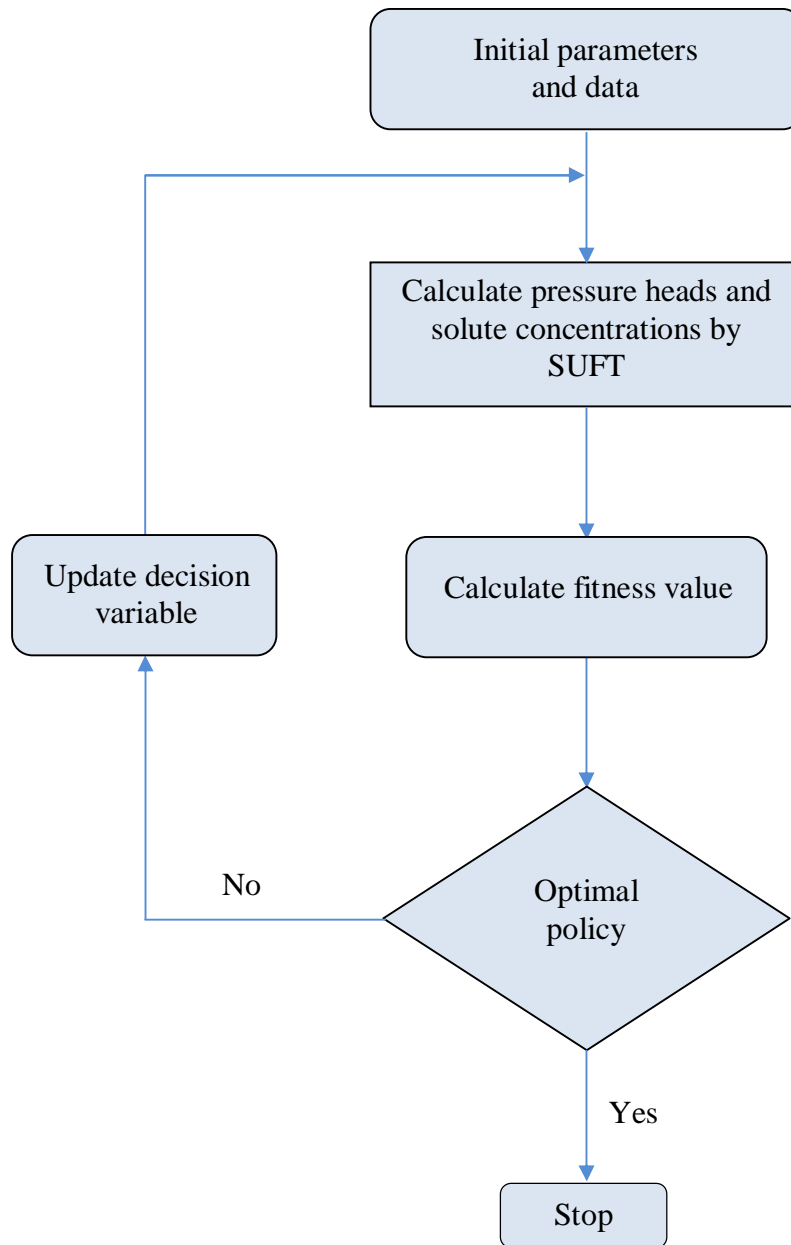 Initial parameters
and data
Calculate pressure heads and
solute concentrations by
SUFT
Update decision
variable
Calculate fitness value
No
Optimal
policy
Yes
Stop